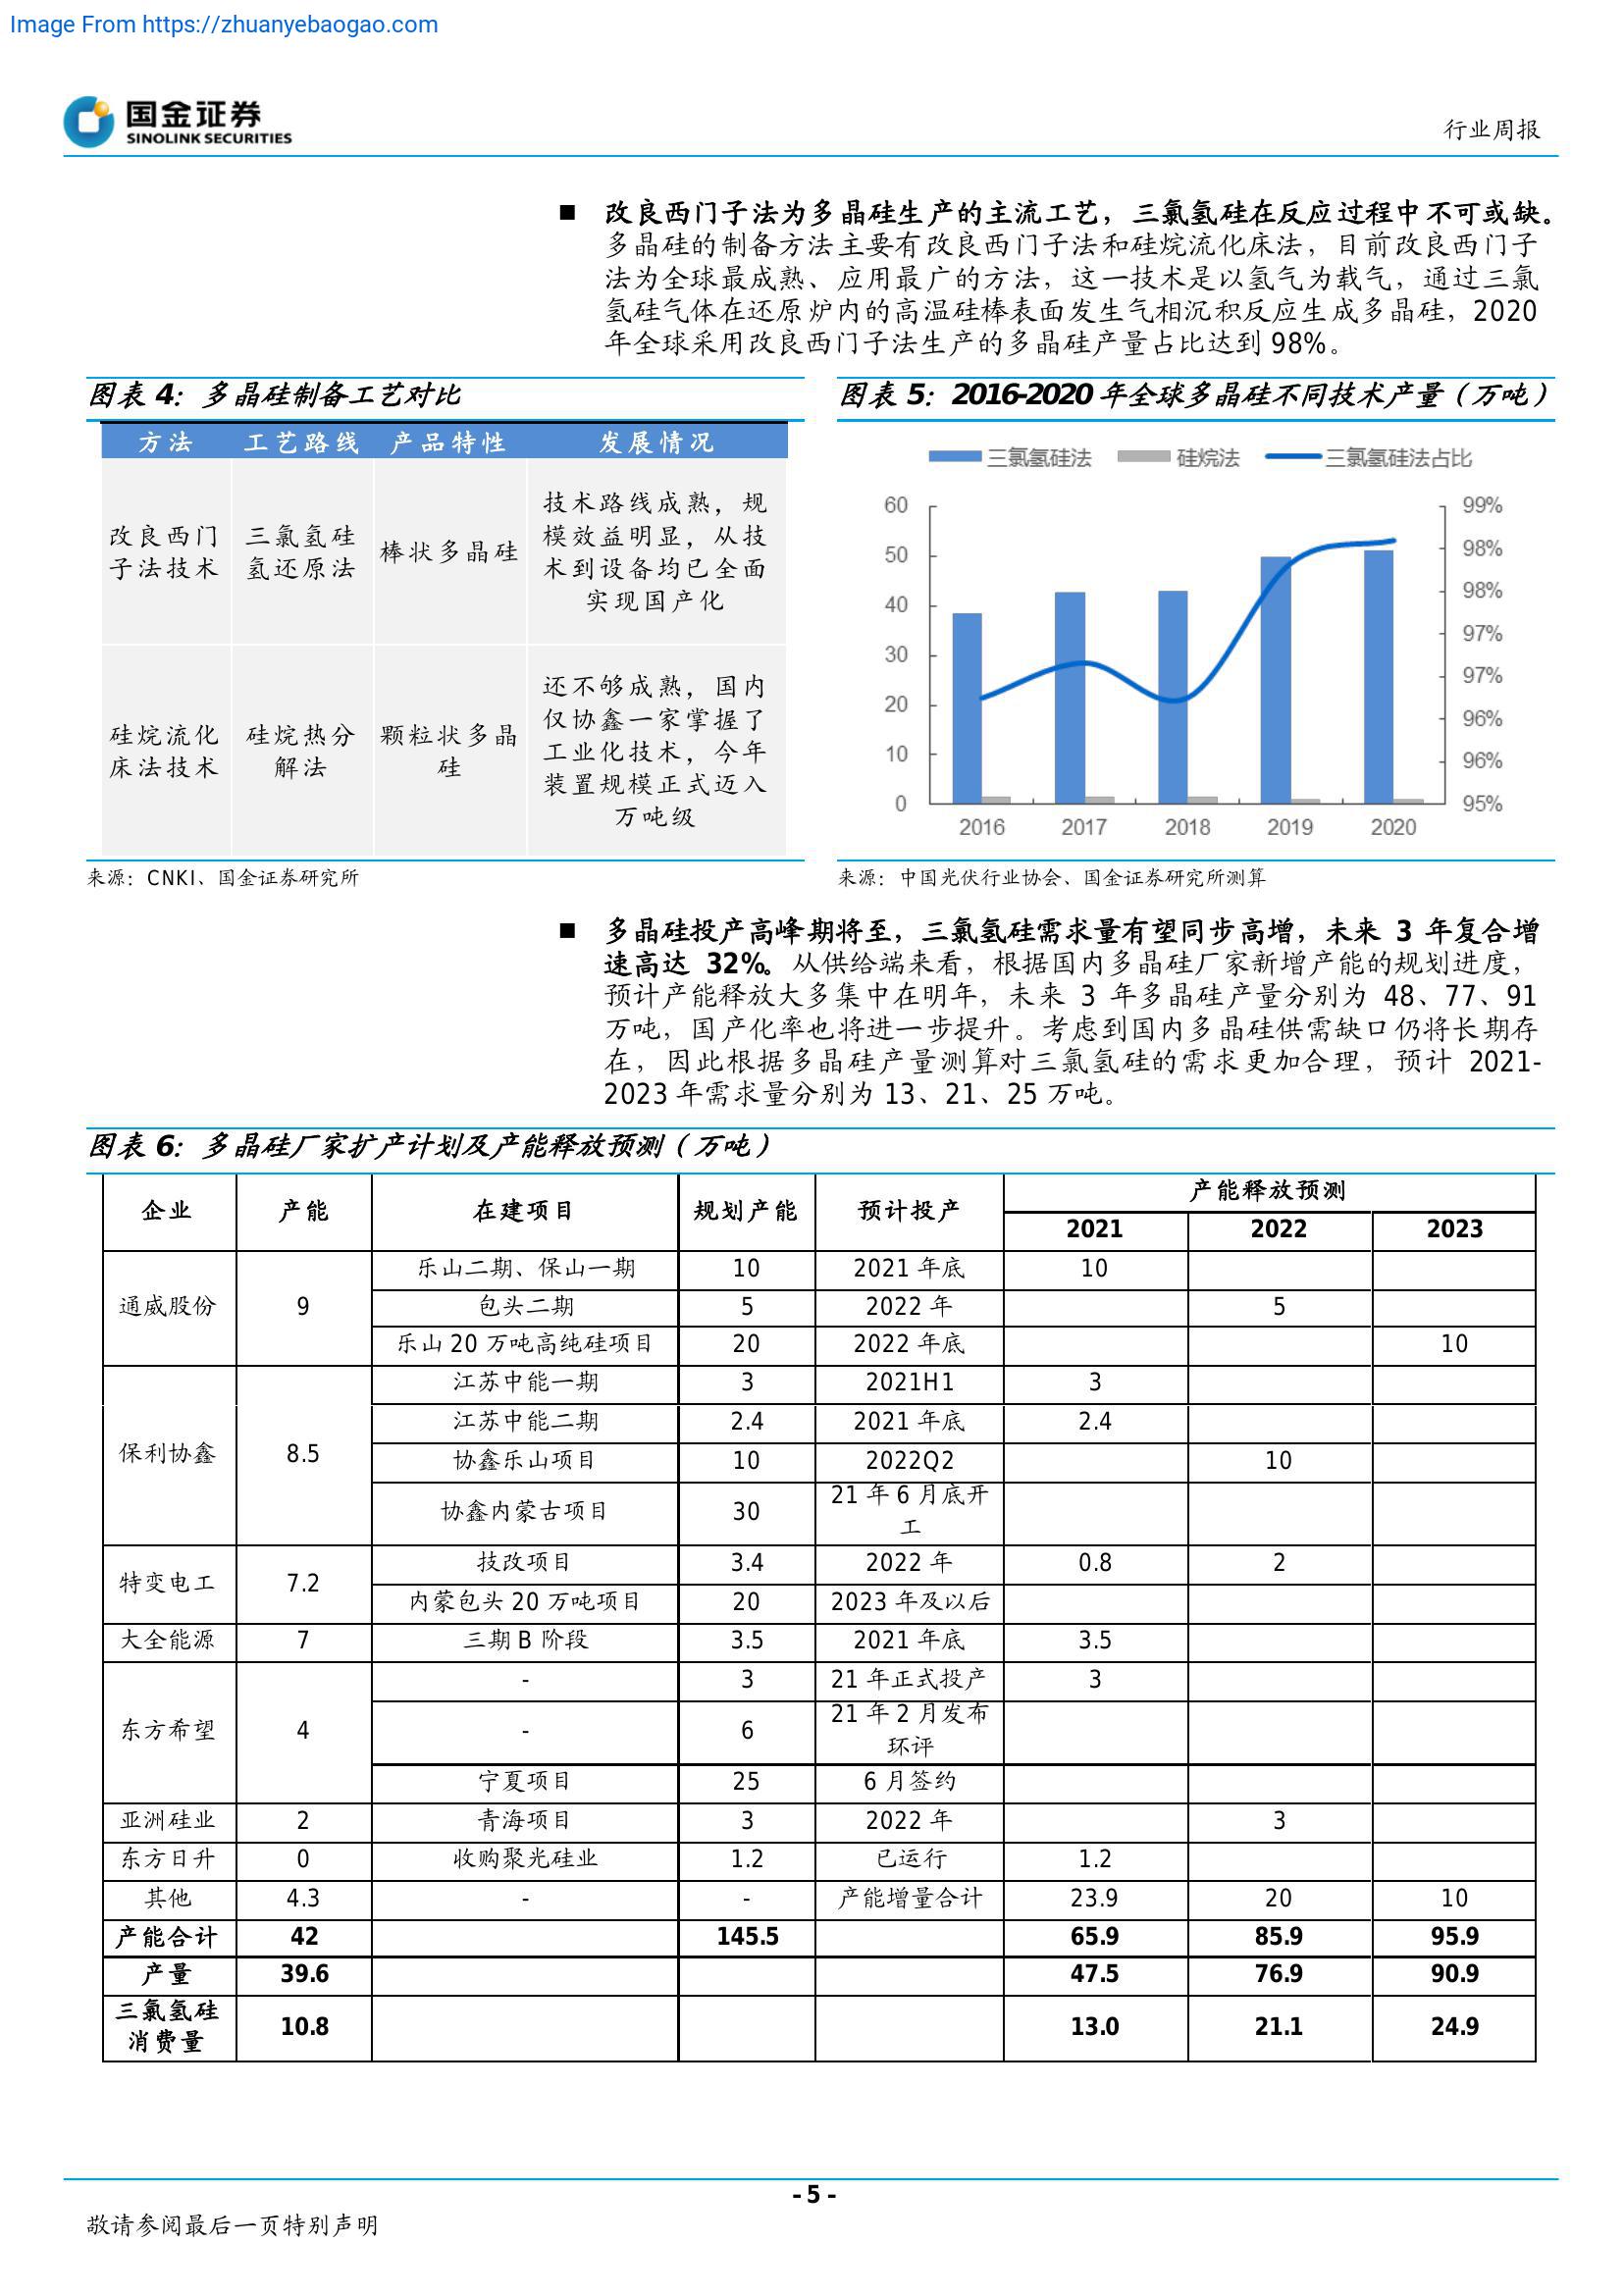 Image From https://zhuanyebaogao.com
国金证券
SINOLINK SECURITIES
行业周报
■ 改良西门子法为多晶硅生产的主流工艺，三氯氢硅在反应过程中不可或缺。
多晶硅的制备方法主要有改良西门子法和硅烷流化床法，目前改良西门子
法为全球最成熟、应用最广的方法，这一技术是以氢气为载气，通过三氯
氢硅气体在还原炉内的高温硅棒表面发生气相沉积反应生成多晶硅，2020
年全球采用改良西门子法生产的多晶硅产量占比达到 98%。
图表 4：多晶硅制备工艺对比
方法 工艺路线 产品特性 发展情况
改良西门
子法技术
三氯氢硅
氢还原法
棒状多晶硅
技术路线成熟，规
模效益明显，从技
术到设备均已全面
实现国产化
硅烷流化
床法技术
硅烷热分
解法
颗粒状多晶
硅
还不够成熟，国内
仅协鑫一家掌握了
工业化技术，今年
装置规模正式迈入
万吨级
来源：CNKI、国金证券研究所
图表 5：2016-2020 年全球多晶硅不同技术产量（万吨）
三氯氢硅法 硅烷法 三氯氢硅法占比
60
50
40
30
20
10
0
99%
98%
98%
97%
97%
96%
96%
95%
2016 2017 2018 2019 2020
来源：中国光伏行业协会、国金证券研究所测算
■ 多晶硅投产高峰期将至，三氯氢硅需求量有望同步高增，未来 3 年复合增
速高达 32%。从供给端来看，根据国内多晶硅厂家新增产能的规划进度，
预计产能释放大多集中在明年，未来 3 年多晶硅产量分别为 48、77、91
万吨，国产化率也将进一步提升。考虑到国内多晶硅供需缺口仍将长期存
在，因此根据多晶硅产量测算对三氯氢硅的需求更加合理，预计 2021-
2023 年需求量分别为 13、21、25 万吨。
图表 6：多晶硅厂家扩产计划及产能释放预测（万吨）
企业 产能 在建项目 规划产能 预计投产 产能释放预测
2021 2022 2023
通威股份 9 乐山二期、保山一期 10 2021 年底 10
包头二期 5 2022 年 5
乐山 20 万吨高纯硅项目 20 2022 年底 10
保利协鑫 8.5 江苏中能一期 3 2021H1 3
江苏中能二期 2.4 2021 年底 2.4
协鑫乐山项目 10 2022Q2 10
协鑫内蒙古项目 30 21 年 6 月底开
工
特变电工 7.2 技改项目 3.4 2022 年 0.8 2
内蒙包头 20 万吨项目 20 2023 年及以后
大全能源 7 三期 B 阶段 3.5 2021 年底 3.5
东方希望 4 - 3 21 年正式投产 3
- 6 21 年 2 月发布
环评
宁夏项目 25 6 月签约
亚洲硅业 2 青海项目 3 2022 年 3
东方日升 0 收购聚光硅业 1.2 已运行 1.2
其他 4.3 - - 产能增量合计 23.9 20 10
产能合计 42 145.5 65.9 85.9 95.9
产量 39.6 47.5 76.9 90.9
三氯氢硅
消费量 10.8 13.0 21.1 24.9
- 5 -
敬请参阅最后一页特别声明